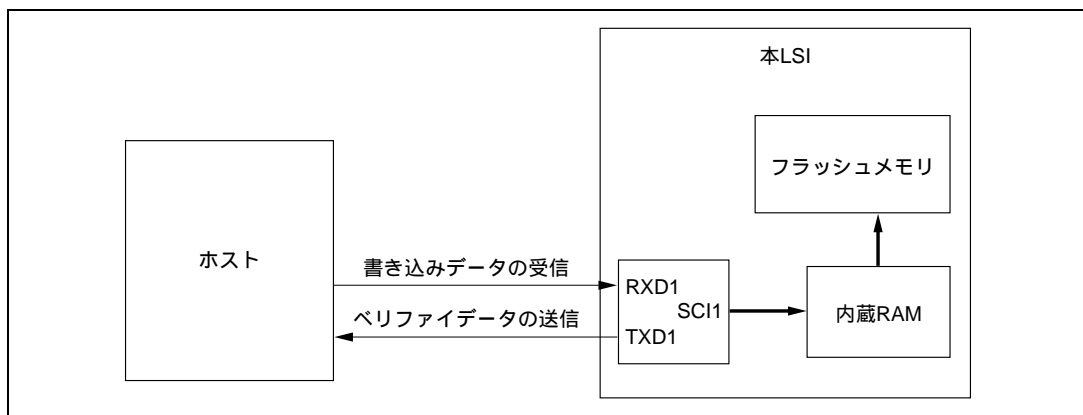 本LSI
フラッシュメモリ
ホスト
書き込みデータの受信
RXD1
SCI1
内蔵RAM
ベリファイデータの送信
TXD1